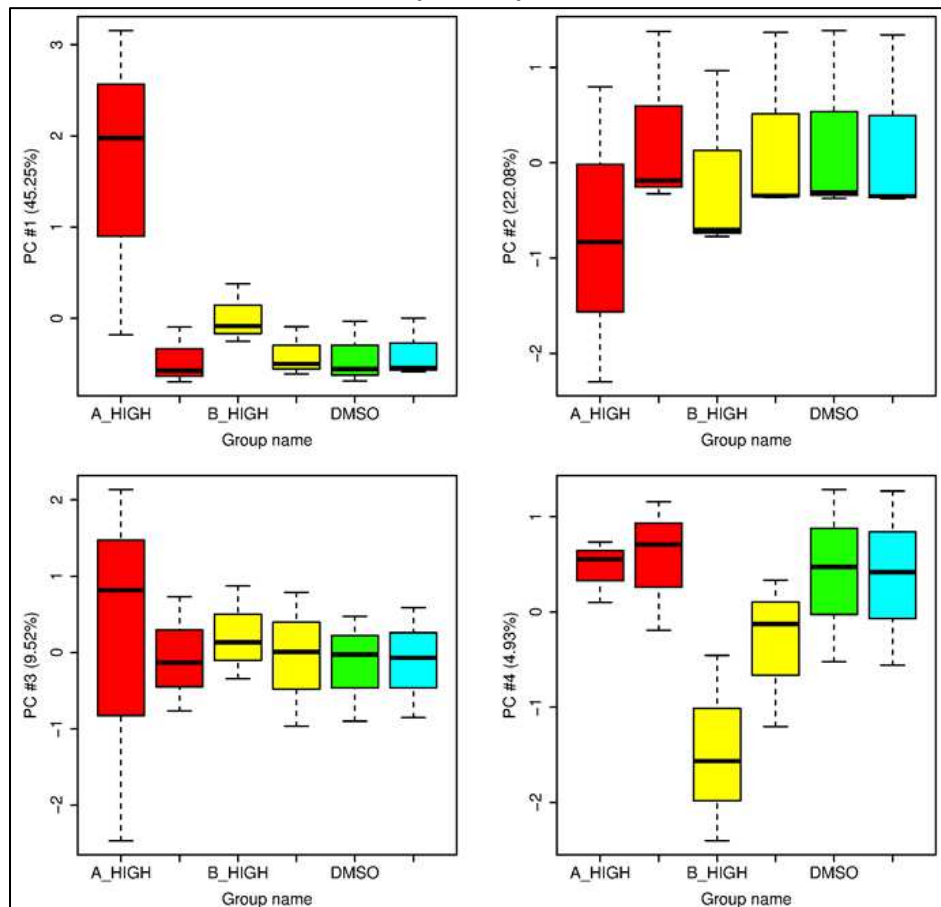 PC #1 (45.25%)
3
2
1
0
A_HIGH B_HIGH DMSO
Group name
PC #2 (22.08%)
1
0
-1
-2
A_HIGH B_HIGH DMSO
Group name
PC #3 (9.52%)
2
1
0
-1
-2
A_HIGH B_HIGH DMSO
Group name
PC #4 (4.93%)
1
0
-1
-2
A_HIGH B_HIGH DMSO
Group name